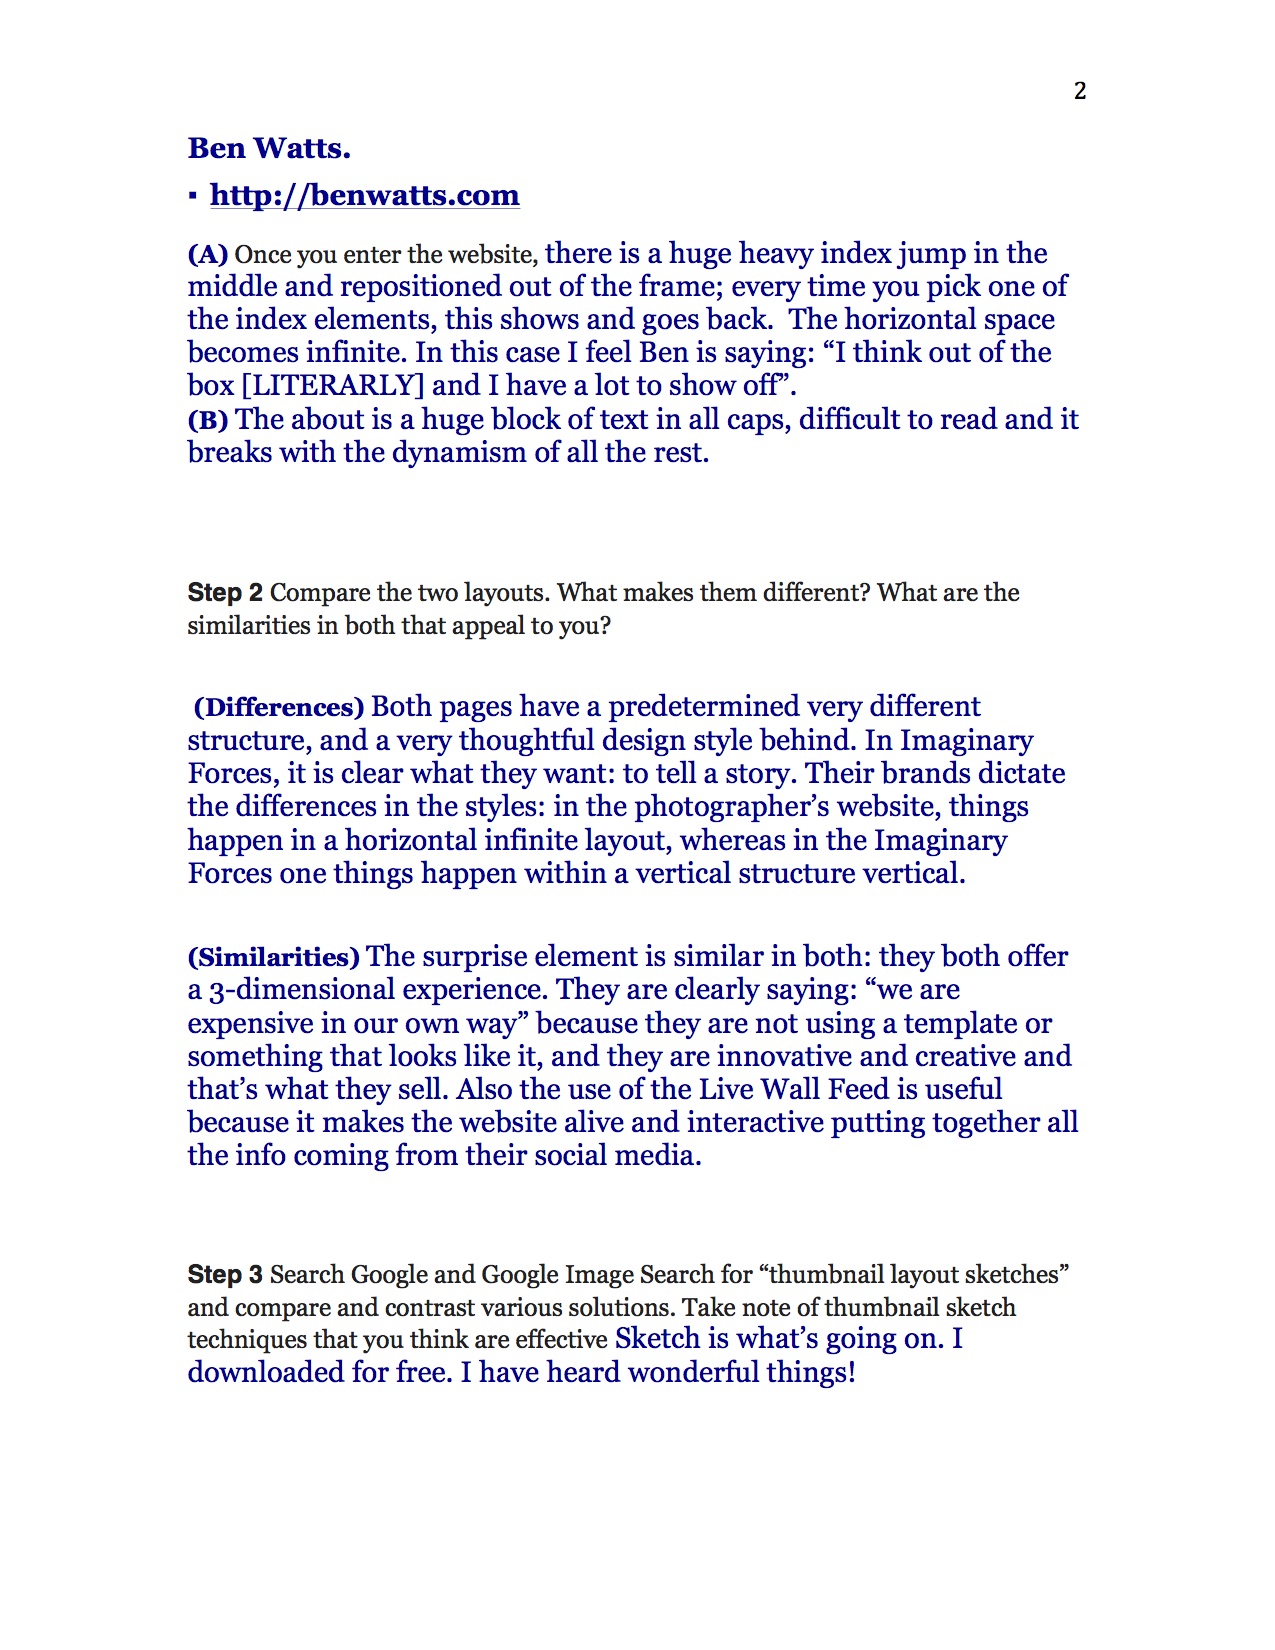 2
Ben Watts.
▪ http://benwatts.com
(A) Once you enter the website, there is a huge heavy index jump in the
middle and repositioned out of the frame; every time you pick one of
the index elements, this shows and goes back.  The horizontal space
becomes infinite. In this case I feel Ben is saying: “I think out of the
box [LITERARLY] and I have a lot to show off”.
(B) The about is a huge block of text in all caps, difficult to read and it
breaks with the dynamism of all the rest.
Step 2 Compare the two layouts. What makes them different? What are the
similarities in both that appeal to you?
(Differences) Both pages have a predetermined very different
structure, and a very thoughtful design style behind. In Imaginary
Forces, it is clear what they want: to tell a story. Their brands dictate
the differences in the styles: in the photographer’s website, things
happen in a horizontal infinite layout, whereas in the Imaginary
Forces one things happen within a vertical structure vertical.
(Similarities) The surprise element is similar in both: they both offer
a 3-dimensional experience. They are clearly saying: “we are
expensive in our own way” because they are not using a template or
something that looks like it, and they are innovative and creative and
that’s what they sell. Also the use of the Live Wall Feed is useful
because it makes the website alive and interactive putting together all
the info coming from their social media.
Step 3 Search Google and Google Image Search for “thumbnail layout sketches”
and compare and contrast various solutions. Take note of thumbnail sketch
techniques that you think are effective Sketch is what’s going on. I
downloaded for free. I have heard wonderful things!